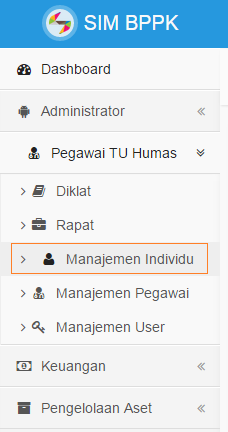 SIM BPPK
Dashboard
Administrator
Pegawai TU Humas
Diklat
Rapat
Manajemen Individu
Manajemen Pegawai
Manajemen User
Keuangan
Pengelolaan Aset